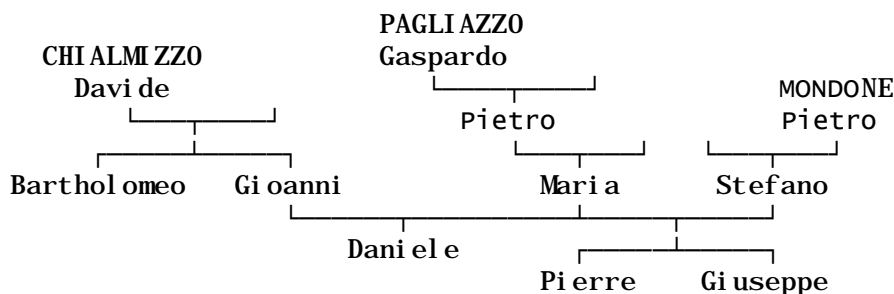 PAGLIAZZO
CHIALMIZZO Gaspardo
Davide MONDONE
Pietro Pietro
Bartholomeo Gioanni Maria Stefano
Daniele
Pierre Giuseppe